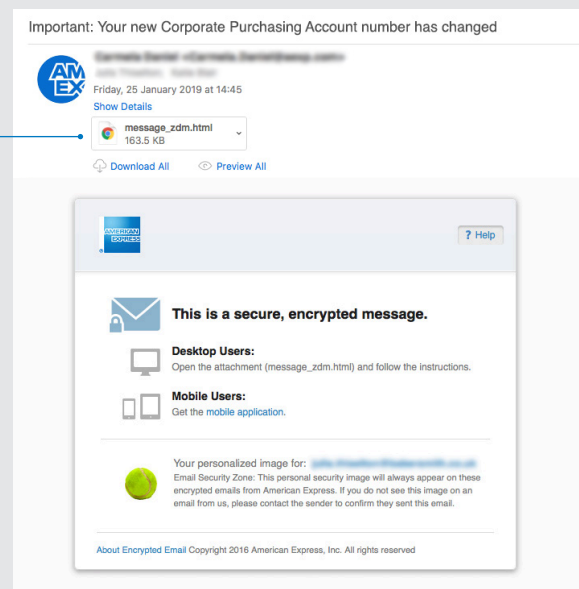 Important: Your new Corporate Purchasing Account number has changed
AM
EX
Friday, 25 January 2019 at 14:45
Show Details
message_zdm.html
163.5 KB
Download All
Preview All
AMERICAN
EXPRESS
? Help
This is a secure, encrypted message.
Desktop Users:
Open the attachment (message_zdm.html) and follow the instructions.
Mobile Users:
Get the mobile application.
Your personalized image for:
Email Security Zone: This personal security image will always appear on these
encrypted emails from American Express. If you do not see this image on an
email from us, please contact the sender to confirm they sent this email.
About Encrypted Email Copyright 2016 American Express, Inc. All rights reserved